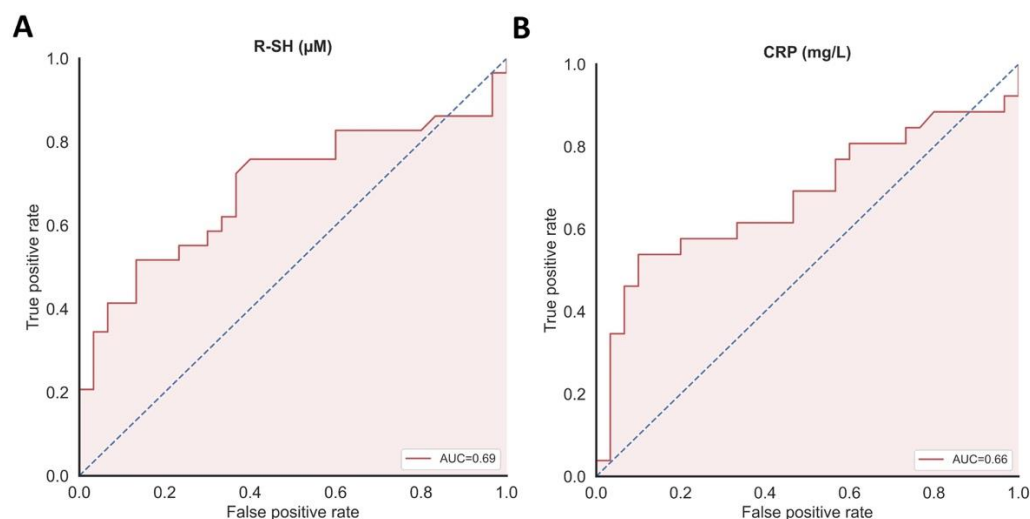 A
R-SH (µM)
1.0
0.8
0.6
0.4
0.2
0.0
True positive rate
0.0 0.2 0.4 0.6 0.8 1.0
False positive rate
AUC=0.69
B
CRP (mg/L)
1.0
0.8
0.6
0.4
0.2
0.0
True positive rate
0.0 0.2 0.4 0.6 0.8 1.0
False positive rate
AUC=0.66